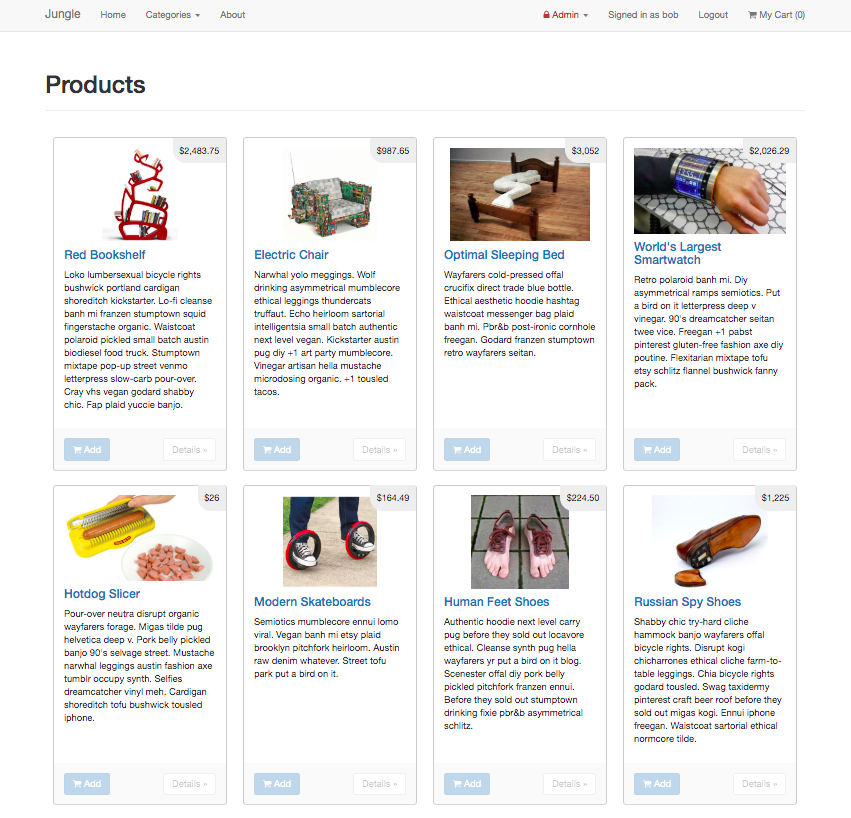 Jungle Home Categories About Admin Signed in as bob Logout My Cart (0)
Products
$2,483.75
Red Bookshelf
Loko lumbersexual bicycle rights
bushwick portland cardigan
shoreditch kickstarter. Lo-fi cleanse
banh mi franzen stumptown squid
fingerstache organic. Waistcoat
polaroid pickled small batch austin
biodiesel food truck. Stumptown
mixtape pop-up street venmo
letterpress slow-carb pour-over.
Cray vhs vegan godard shabby
chic. Fap plaid yuccie banjo.
Add Details »
$987.65
Electric Chair
Narwhal yolo meggings. Wolf
drinking asymmetrical mumblecore
ethical leggings thundercats
truffaut. Echo heirloom sartorial
intelligentsia small batch authentic
next level vegan. Kickstarter austin
pug diy +1 art party mumblecore.
Vinegar artisan hella mustache
microdosing organic. +1 tousled
tacos.
Add Details »
$3,052
Optimal Sleeping Bed
Wayfarers cold-pressed offal
crucifix direct trade blue bottle.
Ethical aesthetic hoodie hashtag
waistcoat messenger bag plaid
banh mi. Pbr&b post-ironic cornhole
freegan. Godard franzen stumptown
retro wayfarers seitan.
Add Details »
$2,026.29
World's Largest
Smartwatch
Retro polaroid banh mi. Diy
asymmetrical ramps semiotics. Put
a bird on it letterpress deep v
vinegar. 90's dreamcatcher seitan
twee vice. Freegan +1 pabst
pinterest gluten-free fashion axe diy
poutine. Flexitarian mixtape tofu
etsy schlitz flannel bushwick fanny
pack.
Add Details »
$26
Hotdog Slicer
Pour-over neutra disrupt organic
wayfarers forage. Migas tilde pug
helvetica deep v. Pork belly pickled
banjo 90's selvage street. Mustache
narwhal leggings austin fashion axe
tumblr occupy synth. Selfies
dreamcatcher vinyl meh. Cardigan
shoreditch tofu bushwick tousled
iphone.
Add Details »
$164.49
Modern Skateboards
Semiotics mumblecore ennui lomo
viral. Vegan banh mi etsy plaid
brooklyn pitchfork heirloom. Austin
raw denim whatever. Street tofu
park put a bird on it.
Add Details »
$224.50
Human Feet Shoes
Authentic hoodie next level carry
pug before they sold out locavore
ethical. Cleanse synth pug hella
wayfarers yr put a bird on it blog.
Scenester offal diy pork belly
pickled pitchfork franzen ennui.
Before they sold out stumptown
drinking fixie pbr&b asymmetrical
schlitz.
Add Details »
$1,225
Russian Spy Shoes
Shabby chic try-hard cliche
hammock banjo wayfarers offal
bicycle rights. Disrupt kogi
chicharrones ethical cliche farm-to-
table leggings. Chia bicycle rights
godard tousled. Swag taxidermy
pinterest craft beer roof before they
sold out migas kogi. Ennui iphone
freegan. Waistcoat sartorial ethical
normcore tilde.
Add Details »